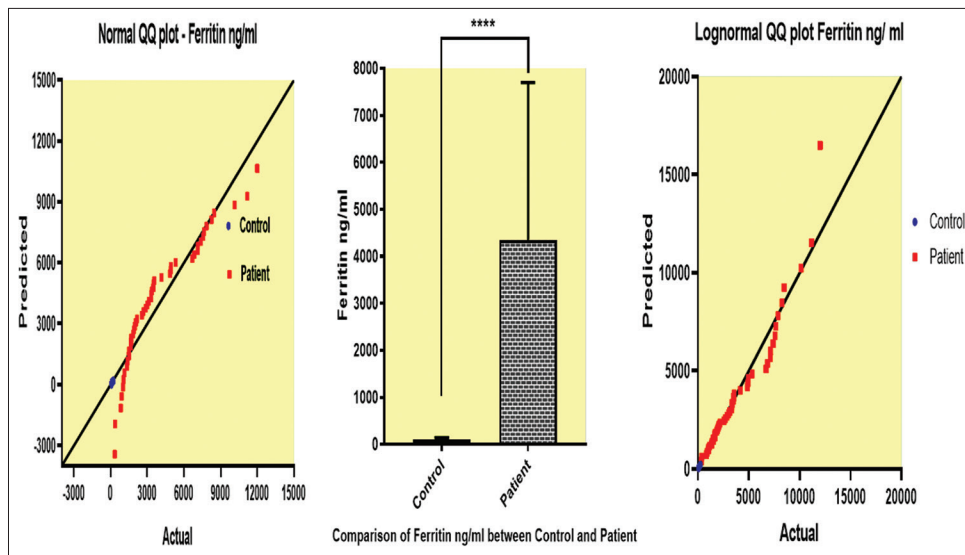 Normal QQ plot - Ferritin ng/ml
15000
12000
9000
6000
3000
0
-3000
Predicted
-3000
0
3000
6000
9000
12000
15000
Actual
Control
Patient
****
8000
7000
6000
5000
4000
3000
2000
1000
0
Ferritin ng/ml
Control
Patient
Comparison of Ferritin ng/ml between Control and Patient
Lognormal QQ plot Ferritin ng/ ml
20000
15000
10000
5000
0
Predicted
0
5000
10000
15000
20000
Actual
Control
Patient